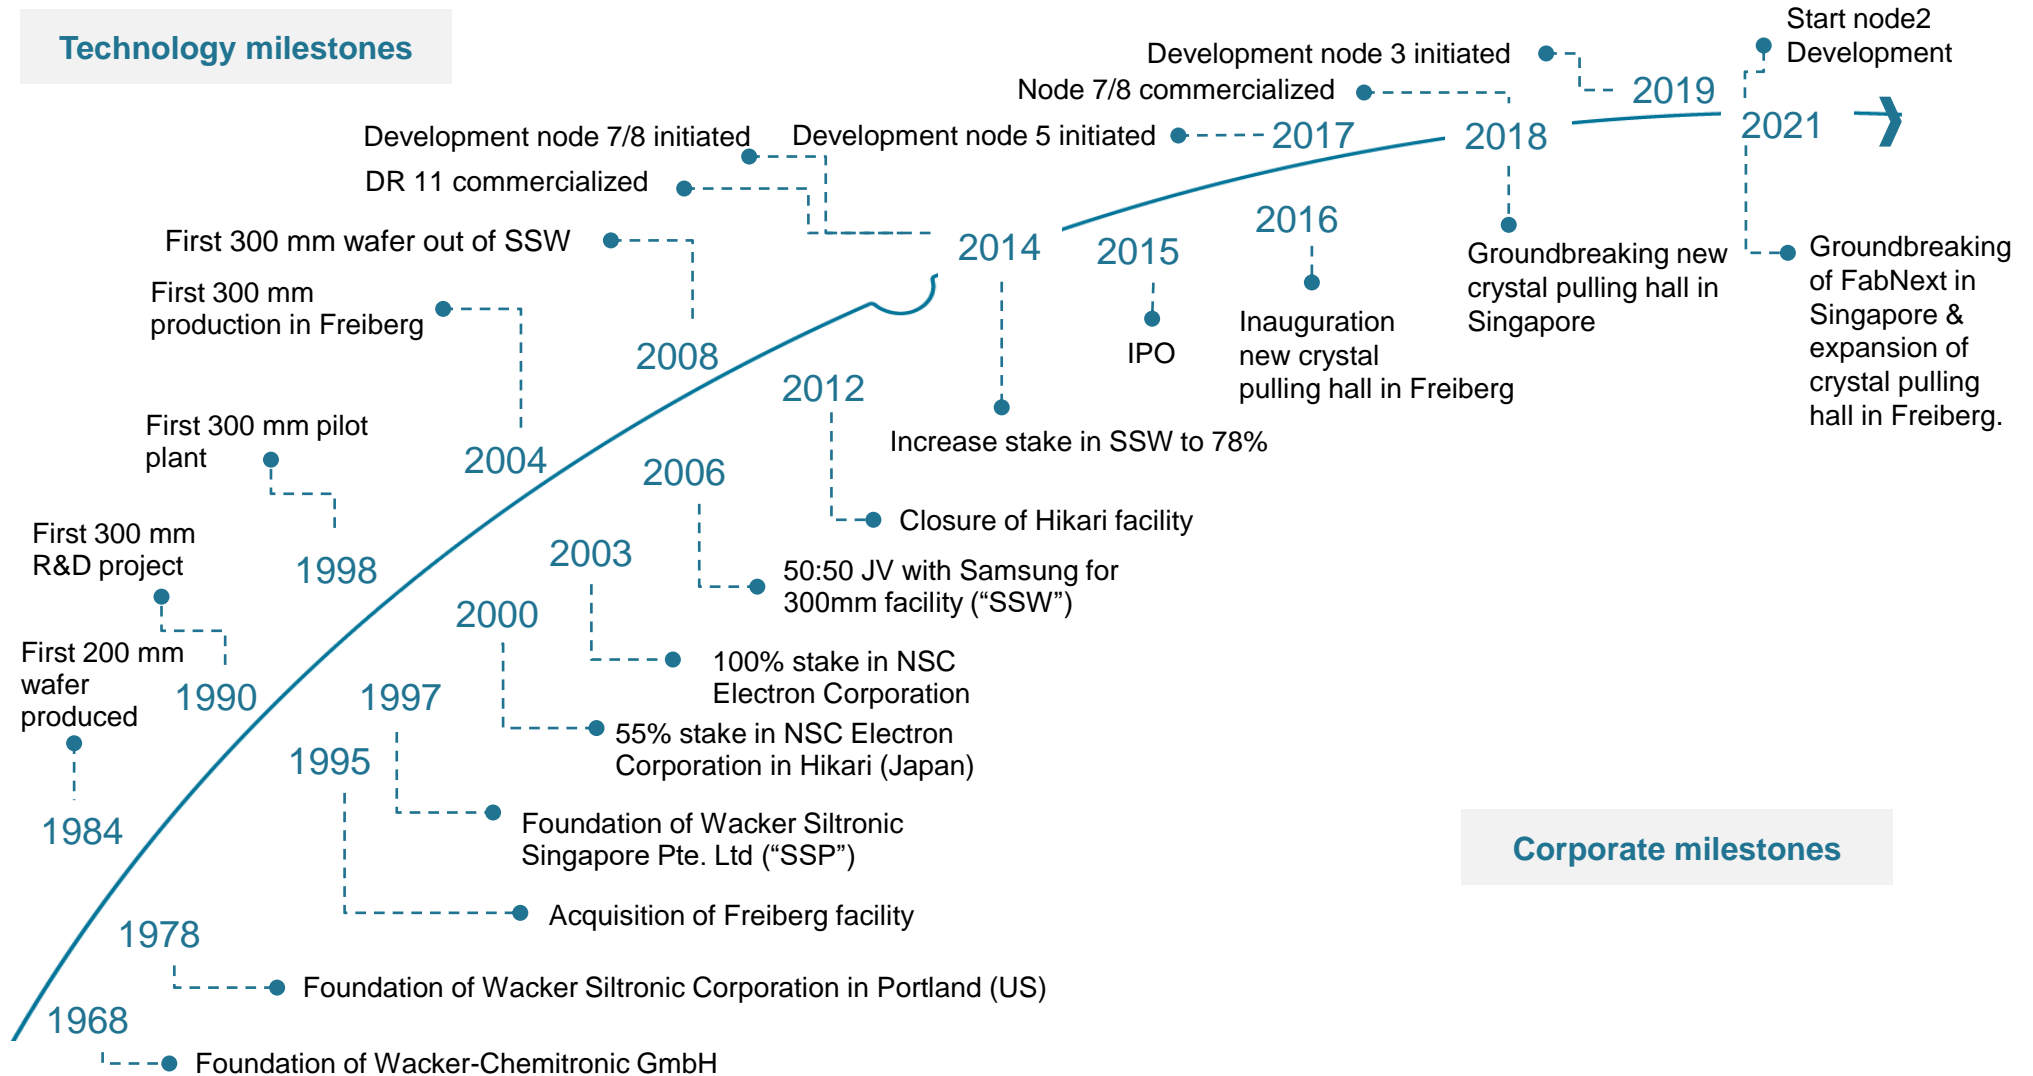 Technology milestones
Start node2
Development
Development node 3 initiated
2019
Node 7/8 commercialized
2021
Development node 7/8 initiated
Development node 5 initiated
2017
2018
DR 11 commercialized
2016
First 300 mm wafer out of SSW
2014
2015
Groundbreaking new
crystal pulling hall in
Singapore
Groundbreaking
of FabNext in
Singapore &
expansion of
crystal pulling
hall in Freiberg.
First 300 mm
production in Freiberg
Inauguration
new crystal
pulling hall in Freiberg
IPO
2008
2012
Increase stake in SSW to 78%
First 300 mm pilot
plant
2004
2006
Closure of Hikari facility
First 300 mm
R&D project
1998
2003
50:50 JV with Samsung for
300mm facility (“SSW”)
2000
First 200 mm
wafer
produced
1990
1997
100% stake in NSC
Electron Corporation
1995
55% stake in NSC Electron
Corporation in Hikari (Japan)
1984
Foundation of Wacker Siltronic
Singapore Pte. Ltd (“SSP”)
Corporate milestones
Acquisition of Freiberg facility
1978
Foundation of Wacker Siltronic Corporation in Portland (US)
1968
Foundation of Wacker-Chemitronic GmbH